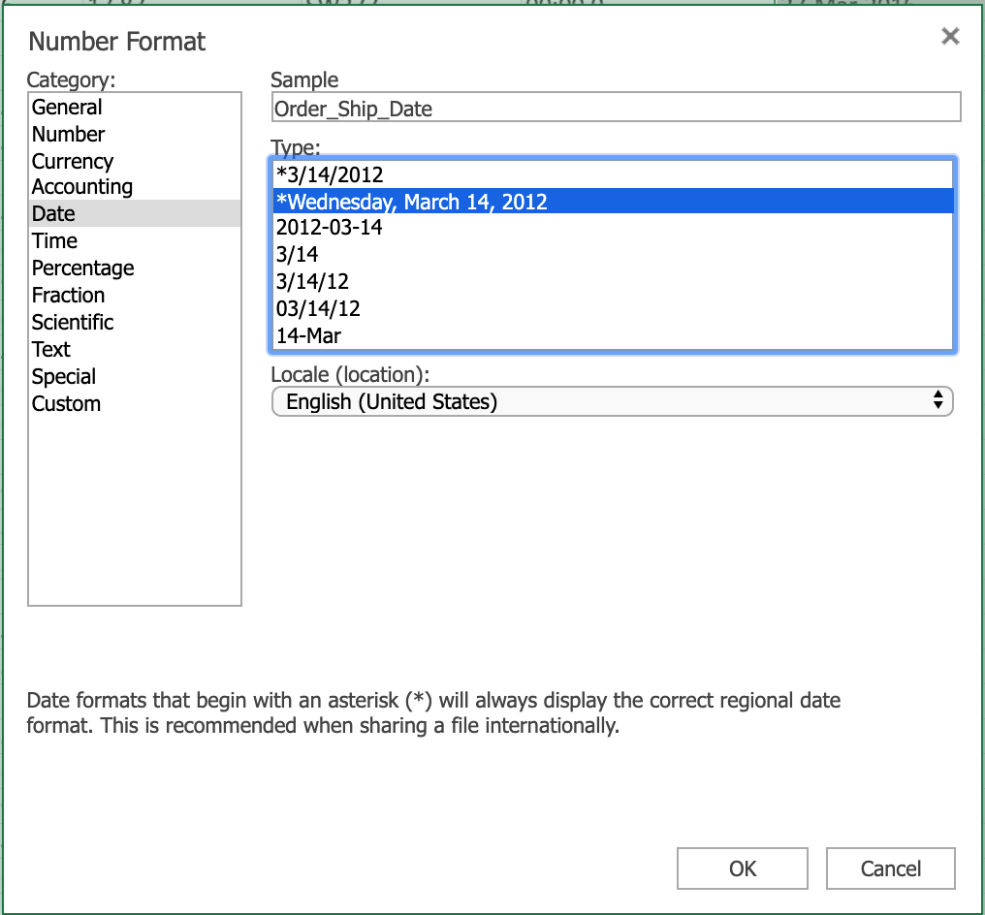 Number Format
Category:
General
Number
Currency
Accounting
Date
Time
Percentage
Fraction
Scientific
Text
Special
Custom
Sample
Order_Ship_Date
Type:
*3/14/2012
*Wednesday, March 14, 2012
2012-03-14
3/14
3/14/12
03/14/12
14-Mar
Locale (location):
English (United States)
Date formats that begin with an asterisk (*) will always display the correct regional date
format. This is recommended when sharing a file internationally.
OK
Cancel